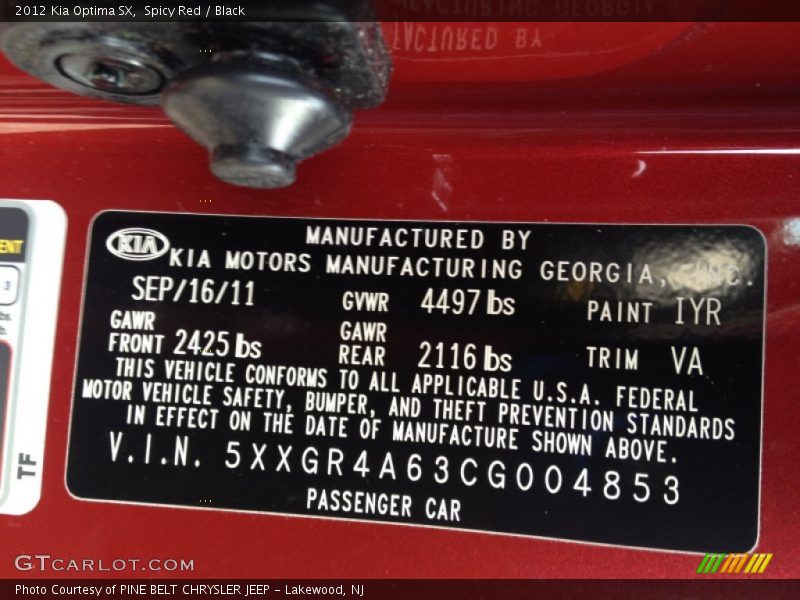 2012 Kia Optima SX, Spicy Red / Black
MANUFACTURED BY
KIA
KIA MOTORS MANUFACTURING GEORGIA, INC.
SEP/16/11 GVWR 4497 lbs PAINT IYR
GAWR FRONT 2425 lbs GAWR REAR 2116 lbs TRIM VA
THIS VEHICLE CONFORMS TO ALL APPLICABLE U.S.A. FEDERAL
MOTOR VEHICLE SAFETY, BUMPER, AND THEFT PREVENTION STANDARDS
IN EFFECT ON THE DATE OF MANUFACTURE SHOWN ABOVE.
V.I.N. 5XXGR4A63CG004853
PASSENGER CAR
3
TF
GTCARLOT.COM
Photo Courtesy of PINE BELT CHRYSLER JEEP - Lakewood, NJ